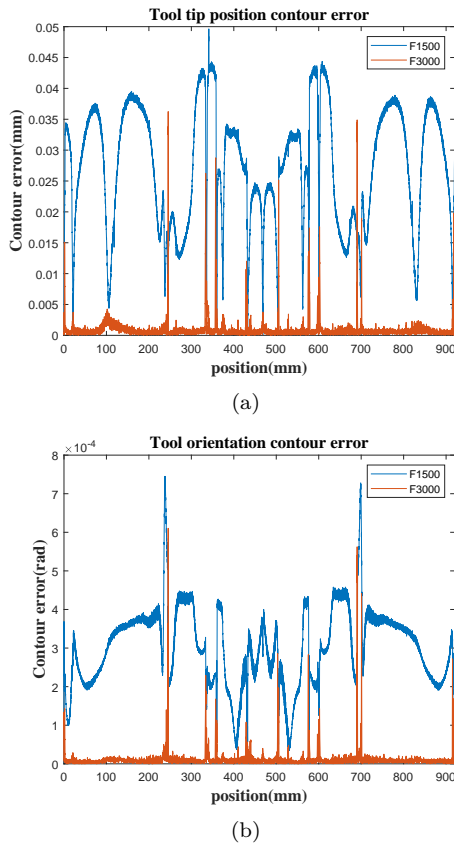 Tool tip position contour error
Contour error(mm)
0.05
0.045
0.04
0.035
0.03
0.025
0.02
0.015
0.01
0.005
0
F1500
F3000
0 100 200 300 400 500 600 700 800 900
position(mm)
(a)
Tool orientation contour error
× 10⁻⁴
Contour error(rad)
8
7
6
5
4
3
2
1
0
F1500
F3000
0 100 200 300 400 500 600 700 800 900
position(mm)
(b)